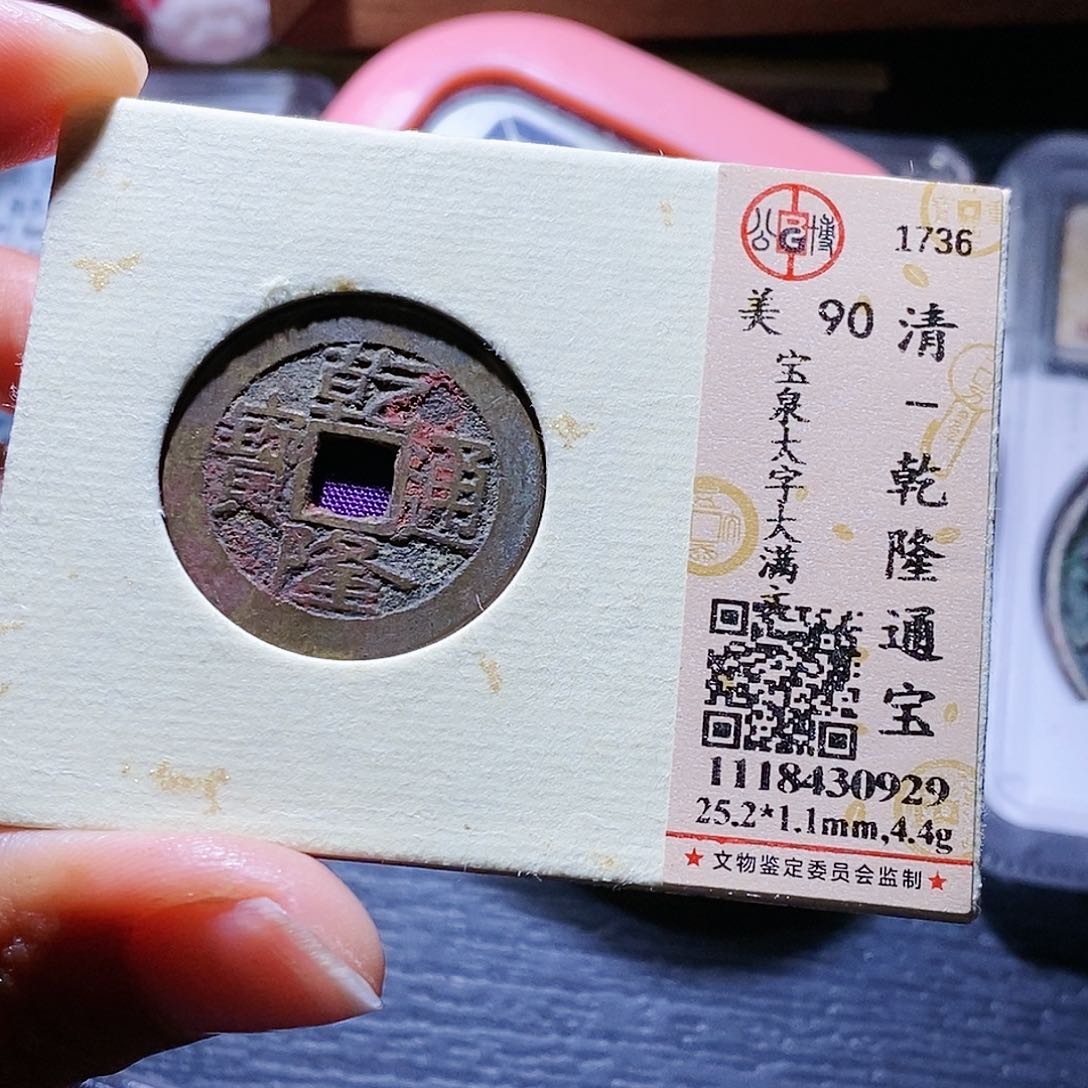 乾隆通寶
公博
1736
美 90
清-乾隆通宝
宝泉大字大满文
1118430929
25.2*1.1mm,4.4g
★文物鉴定委员会监制★